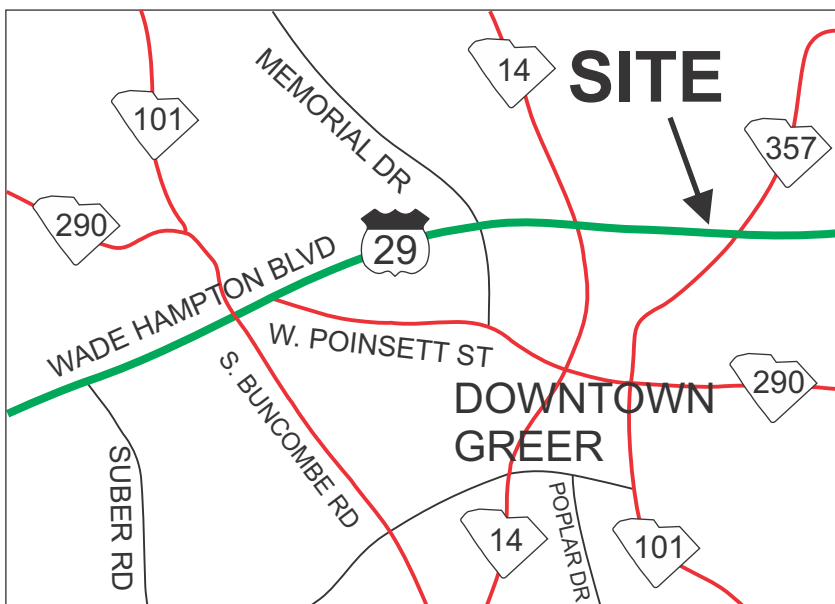 14
SITE
101
MEMORIAL DR
357
290
29
WADE HAMPTON BLVD
W. POINSETT ST
S. BUNCOMBE RD
290
DOWNTOWN
GREER
SUBER RD
POPLAR DR
14
101